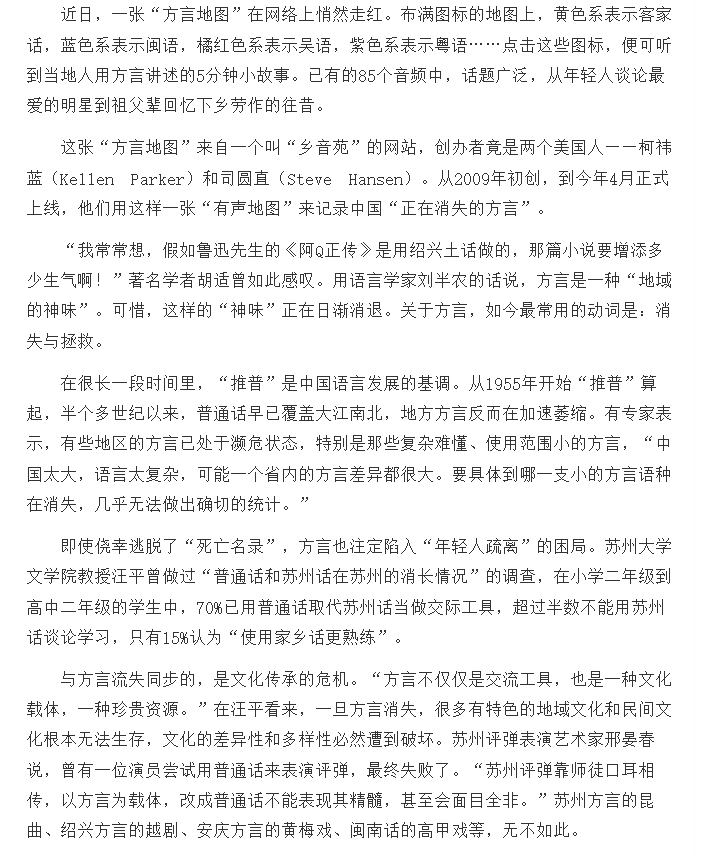 近日，一张“方言地图”在网络上悄然走红。布满图标的地图上，黄色系表示客家
话，蓝色系表示闽语，橘红色系表示吴语，紫色系表示粤语……点击这些图标，便可听
到当地人用方言讲述的5分钟小故事。已有的85个音频中，话题广泛，从年轻人谈论最
爱的明星到祖父辈回忆下乡劳作的往昔。
这张“方言地图”来自一个叫“乡音苑”的网站，创办者竟是两个美国人——柯祎
蓝（Kellen Parker）和司圆直（Steve Hansen）。从2009年初创，到今年4月正式
上线，他们用这样一张“有声地图”来记录中国“正在消失的方言”。
“我常常想，假如鲁迅先生的《阿Q正传》是用绍兴土话做的，那篇小说要增添多
少生气啊！”著名学者胡适曾如此感叹。用语言学家刘半农的话说，方言是一种“地域
的神味”。可惜，这样的“神味”正在日渐消退。关于方言，如今最常用的动词是：消
失与拯救。
在很长一段时间里，“推普”是中国语言发展的基调。从1955年开始“推普”算
起，半个多世纪以来，普通话早已覆盖大江南北，地方方言反而在加速萎缩。有专家表
示，有些地区的方言已处于濒危状态，特别是那些复杂难懂、使用范围小的方言，“中
国太大，语言太复杂，可能一个省内的方言差异都很大。要具体到哪一支小的方言语种
在消失，几乎无法做出确切的统计。”
即使侥幸逃脱了“死亡名录”，方言也注定陷入“年轻人疏离”的困局。苏州大学
文学院教授汪平曾做过“普通话和苏州话在苏州的消长情况”的调查，在小学二年级到
高中二年级的学生中，70%已用普通话取代苏州话当做交际工具，超过半数不能用苏州
话谈论学习，只有15%认为“使用家乡话更熟练”。
与方言流失同步的，是文化传承的危机。“方言不仅仅是交流工具，也是一种文化
载体，一种珍贵资源。”在汪平看来，一旦方言消失，很多有特色的地域文化和民间文
化根本无法生存，文化的差异性和多样性必然遭到破坏。苏州评弹表演艺术家邢晏春
说，曾有一位演员尝试用普通话来表演评弹，最终失败了。“苏州评弹靠师徒口耳相
传，以方言为载体，改成普通话不能表现其精髓，甚至会面目全非。”苏州方言的昆
曲、绍兴方言的越剧、安庆方言的黄梅戏、闽南话的高甲戏等，无不如此。